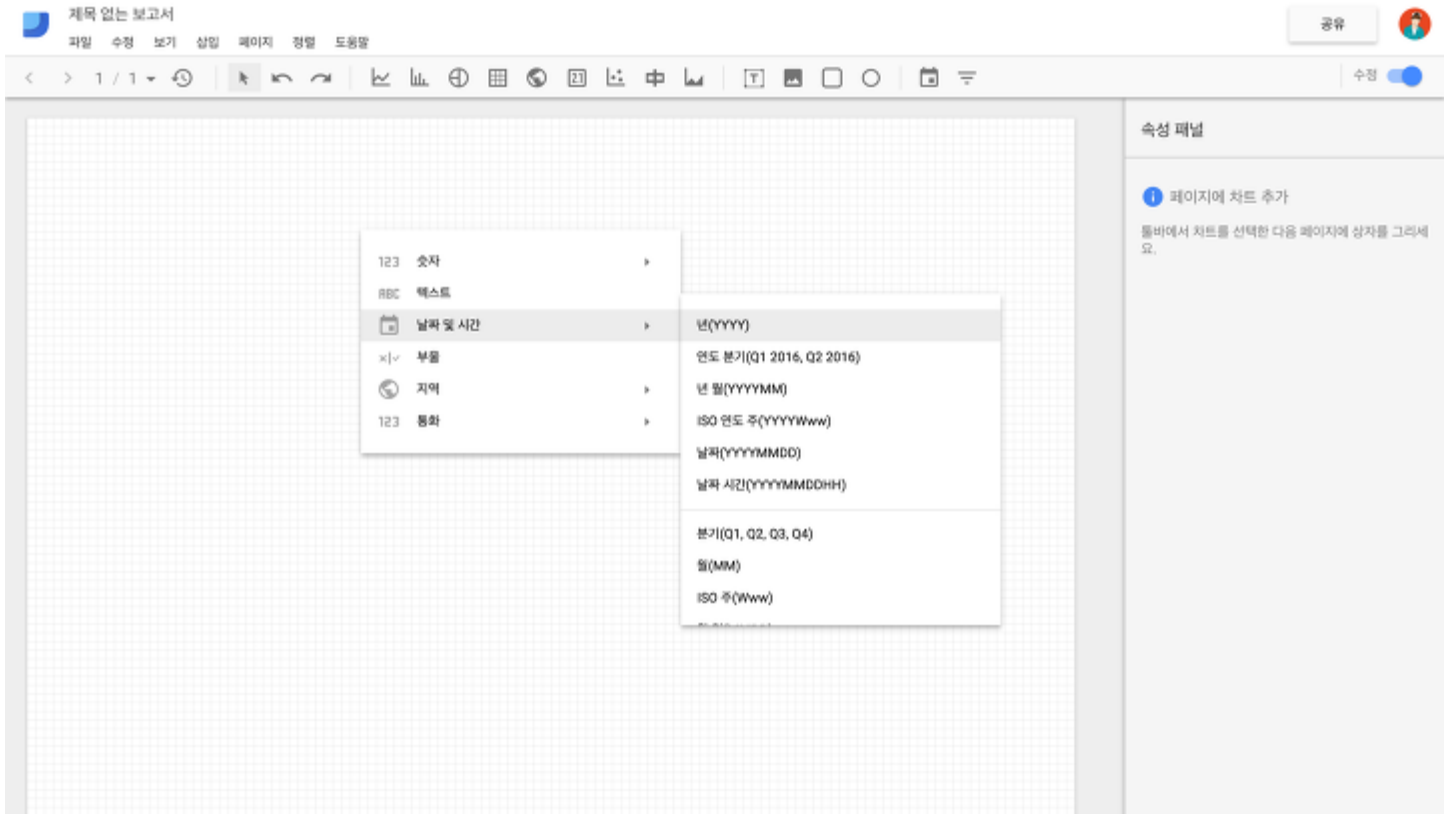 제목 없는 보고서
파일 수정 보기 삽입 페이지 정렬 도움말
공유
1 / 1
21
T
수정
속성 패널
페이지에 차트 추가
툴바에서 차트를 선택한 다음 페이지에 상자를 그리세
요.
123 숫자
ABC 텍스트
날짜 및 시간
부울
지역
123 통화
년(YYYY)
연도 분기(Q1 2016, Q2 2016)
년 월(YYYYMM)
ISO 연도 주(YYYYWww)
날짜(YYYYMMDD)
날짜 시간(YYYYMMDDHH)
분기(Q1, Q2, Q3, Q4)
월(MM)
ISO 주(Www)